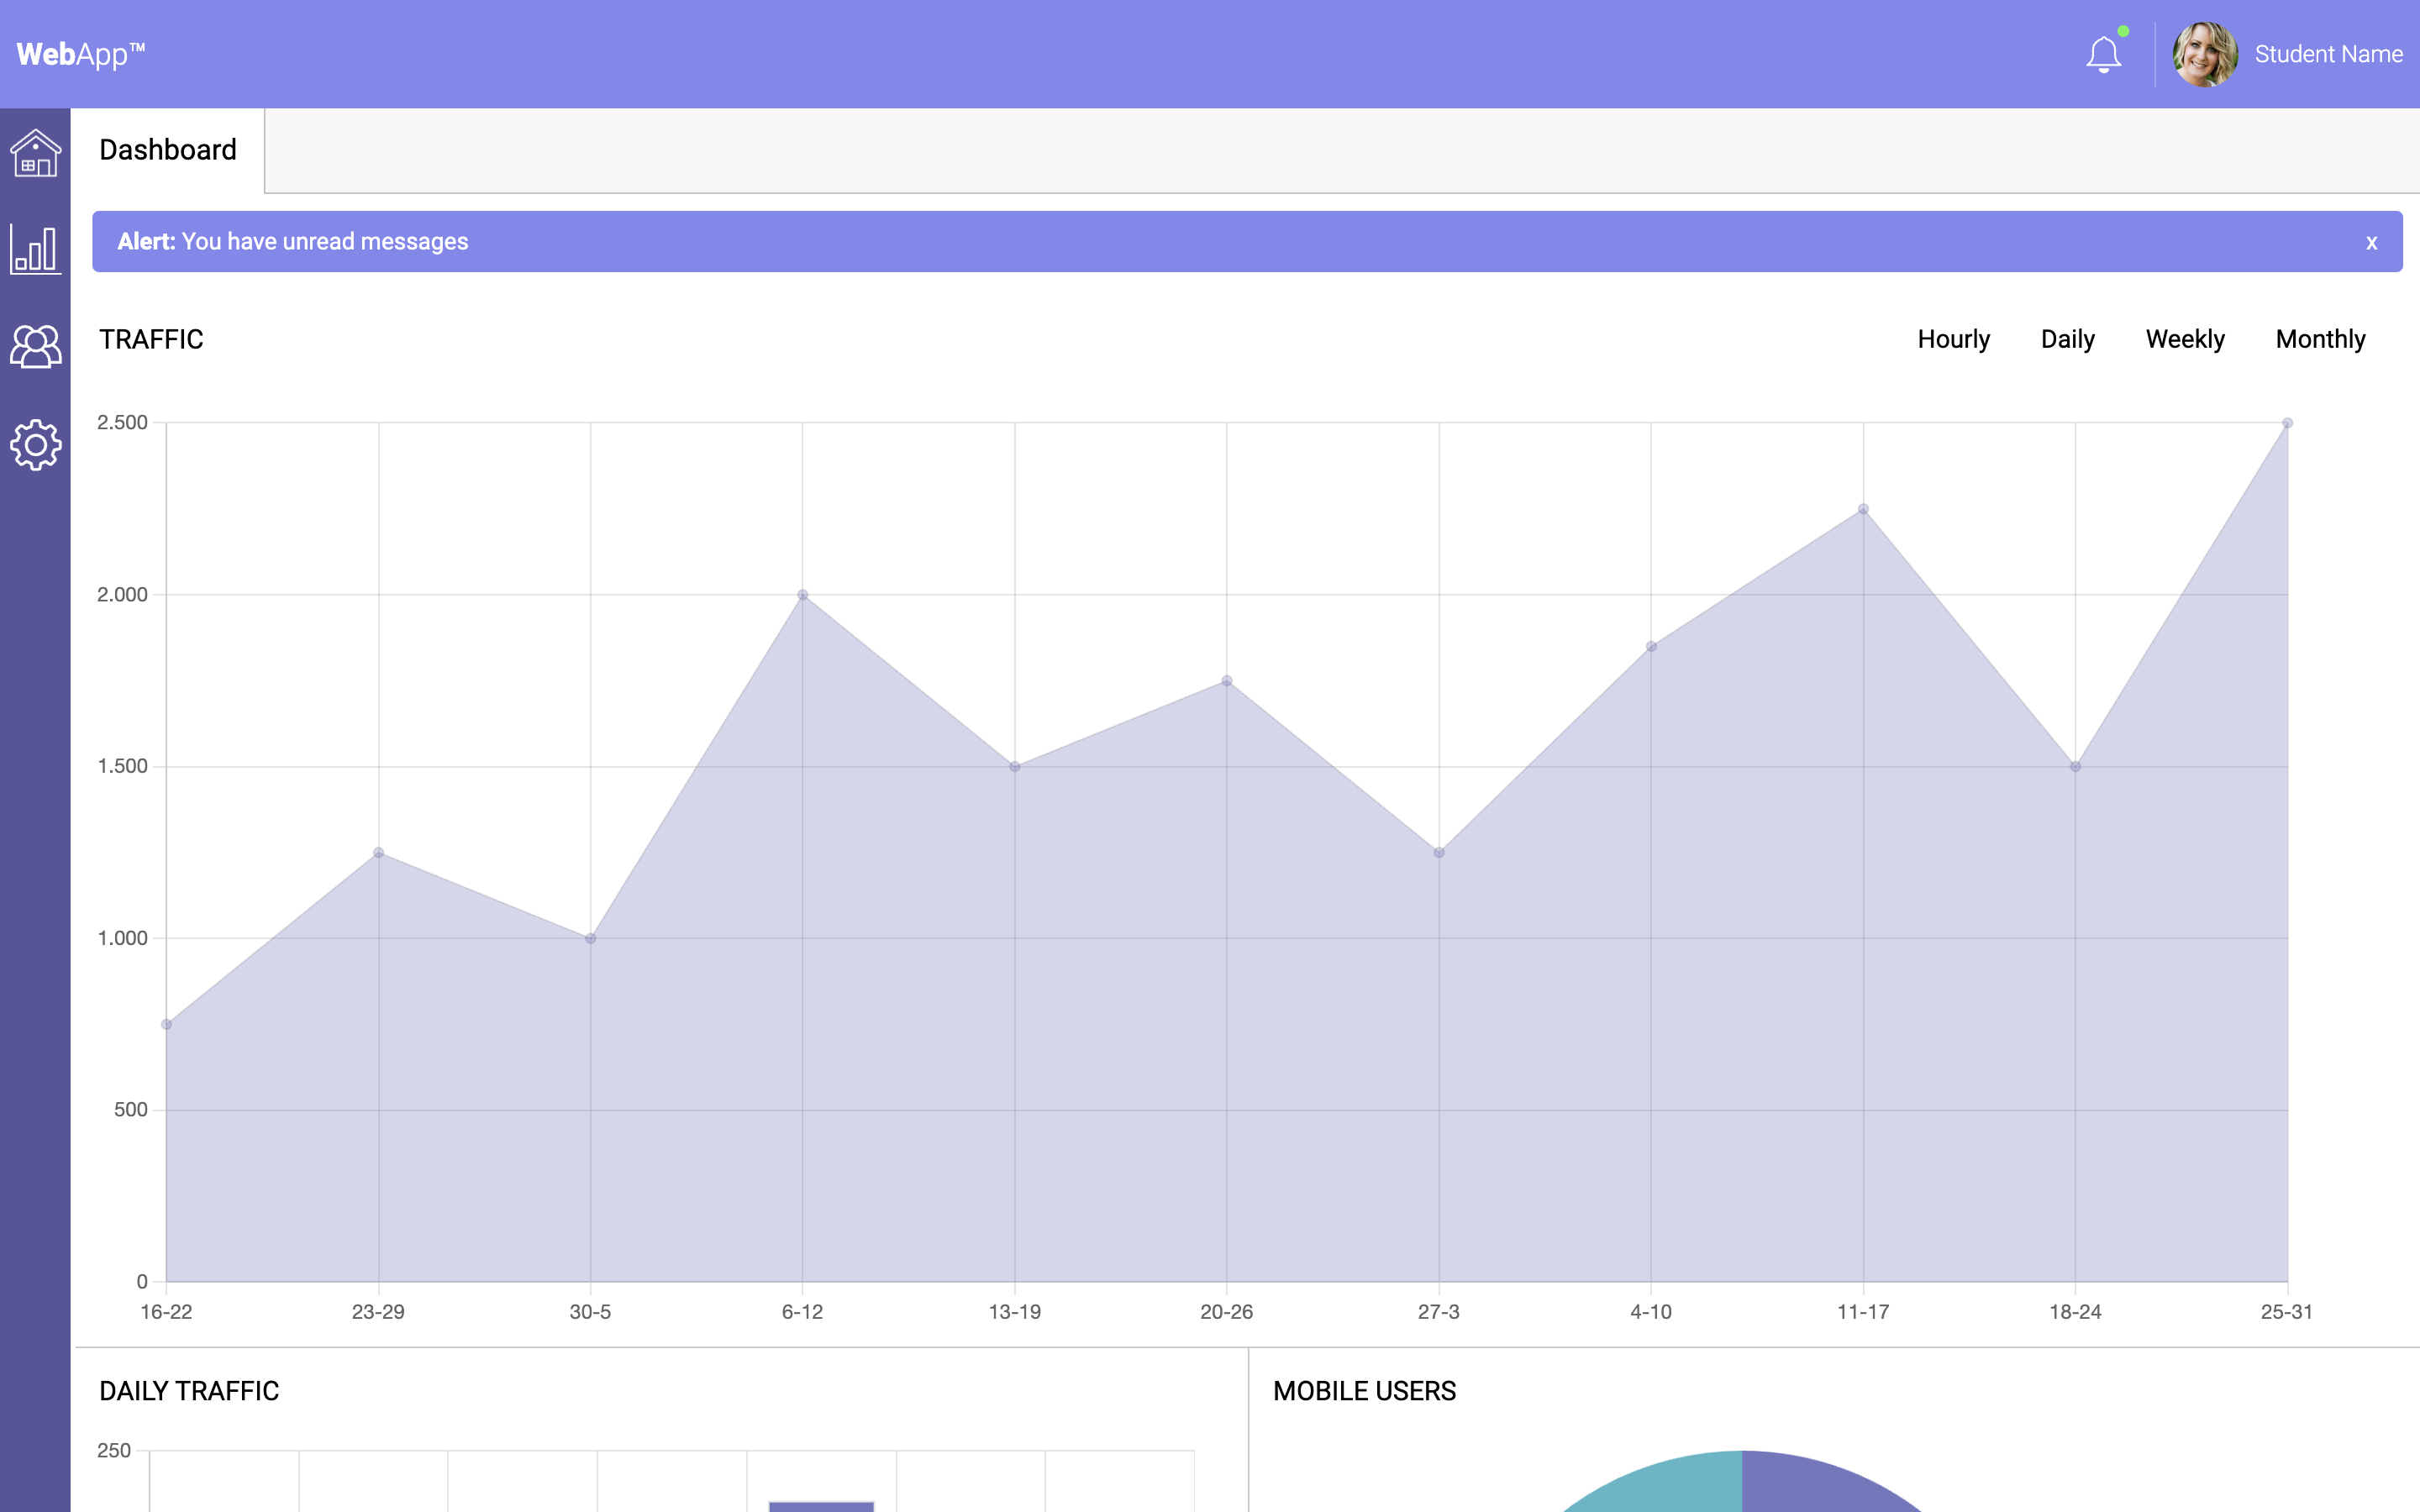 WebApp™
Student Name
Dashboard
Alert: You have unread messages
x
TRAFFIC
Hourly Daily Weekly Monthly
2.500
2.000
1.500
1.000
500
0
16-22 23-29 30-5 6-12 13-19 20-26 27-3 4-10 11-17 18-24 25-31
DAILY TRAFFIC
MOBILE USERS
250